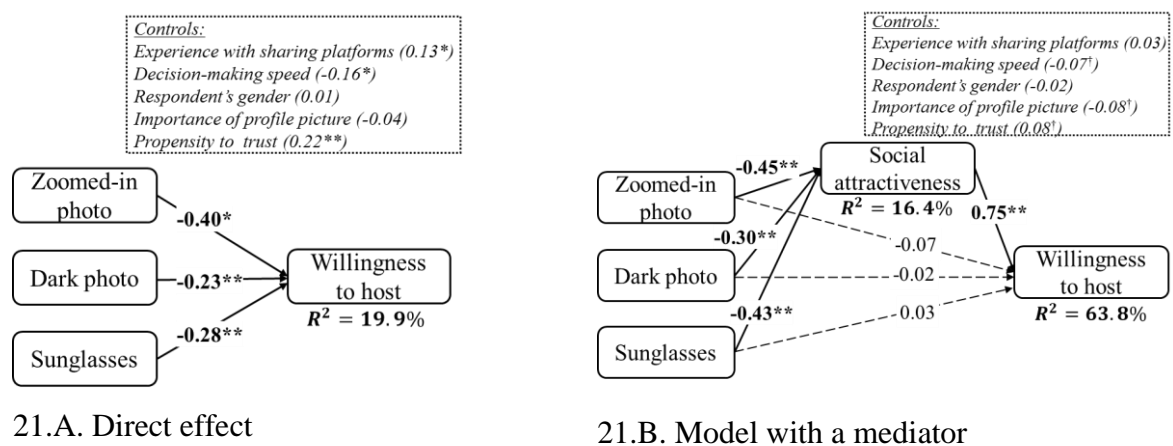 Controls:
Experience with sharing platforms (0.13*)
Decision-making speed (-0.16*)
Respondent's gender (0.01)
Importance of profile picture (-0.04)
Propensity to trust (0.22**)
Zoomed-in
photo
-0.40*
Dark photo
-0.23**
Willingness
to host
R² = 19.9%
-0.28**
Sunglasses
21.A. Direct effect
Controls:
Experience with sharing platforms (0.03)
Decision-making speed (-0.07†)
Respondent's gender (-0.02)
Importance of profile picture (-0.08†)
Propensity to trust (0.08†)
Zoomed-in
photo
-0.45**
Social
attractiveness
R² = 16.4%
0.75**
-0.30**
-0.07
Dark photo
-0.02
Willingness
to host
R² = 63.8%
-0.43**
0.03
Sunglasses
21.B. Model with a mediator